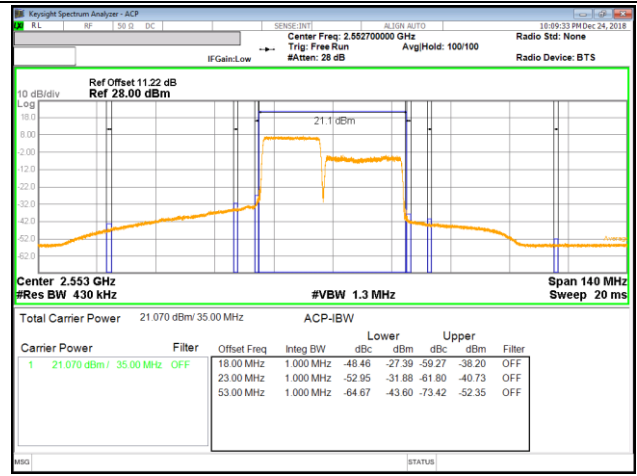 Keysight Spectrum Analyzer - ACP
RL RF 50 Ω DC SENSE:INT ALIGN AUTO 10:09:33 PM Dec 24, 2018
Center Freq: 2.552700000 GHz Radio Std: None
Trig: Free Run Avg|Hold: 100/100
IFGain:Low #Atten: 28 dB Radio Device: BTS
Ref Offset 11.22 dB
10 dB/div Ref 28.00 dBm
Log
18.0
21.1 dBm
8.00
-2.00
-12.0
-22.0
-32.0
-42.0
-52.0 Average
-62.0
Center 2.553 GHz Span 140 MHz
#Res BW 430 kHz #VBW 1.3 MHz Sweep 20 ms
Total Carrier Power 21.070 dBm/ 35.00 MHz ACP-IBW
Lower Upper
Carrier Power Filter Offset Freq Integ BW dBc dBm dBc dBm Filter
1 21.070 dBm / 35.00 MHz OFF 18.00 MHz 1.000 MHz -48.46 -27.39 -59.27 -38.20 OFF
23.00 MHz 1.000 MHz -52.95 -31.88 -61.80 -40.73 OFF
53.00 MHz 1.000 MHz -64.67 -43.60 -73.42 -52.35 OFF
MSG STATUS